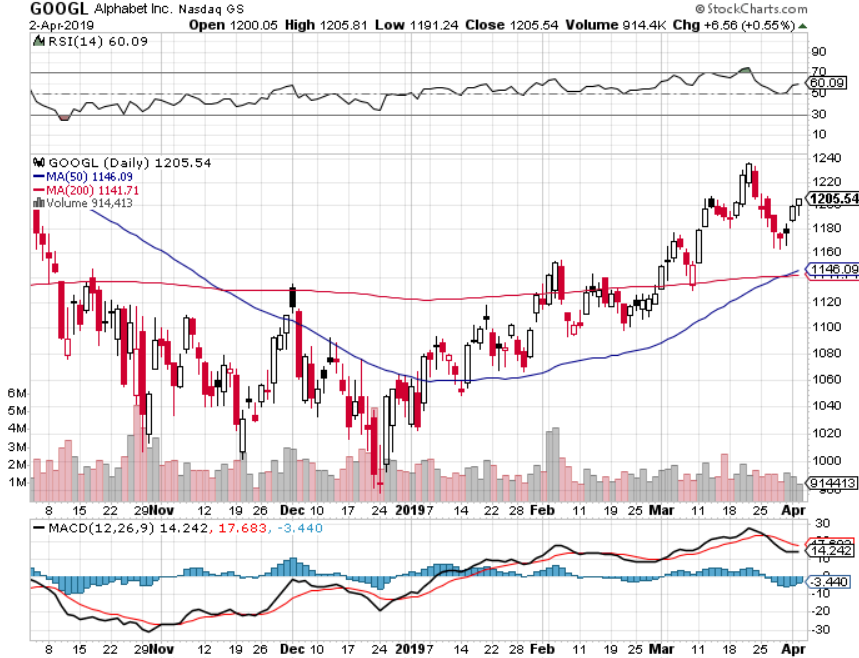 GOOGL Alphabet Inc. Nasdaq GS © StockCharts.com
2-Apr-2019 Open 1200.05 High 1205.81 Low 1191.24 Close 1205.54 Volume 914.4K Chg +6.56 (+0.55%)
RSI(14) 60.09
90
70
60.09
50
30
10
GOOGL (Daily) 1205.54
MA(50) 1146.09
MA(200) 1141.71
Volume 914,413
1240
1220
1205.54
1200
1180
1160
1146.09
1120
1100
1080
1060
1040
1020
1000
6M
5M
4M
3M
2M
1M
914413
8 15 22 29 Nov 12 19 26 Dec 10 17 24 2019 7 14 22 28 Feb 11 19 25 Mar 11 18 25 Apr
MACD(12,26,9) 14.242, 17.683, -3.440
30
17.683
14.242
0
-3.440
-10
-20
-30
8 15 22 29 Nov 12 19 26 Dec 10 17 24 2019 7 14 22 28 Feb 11 19 25 Mar 11 18 25 Apr